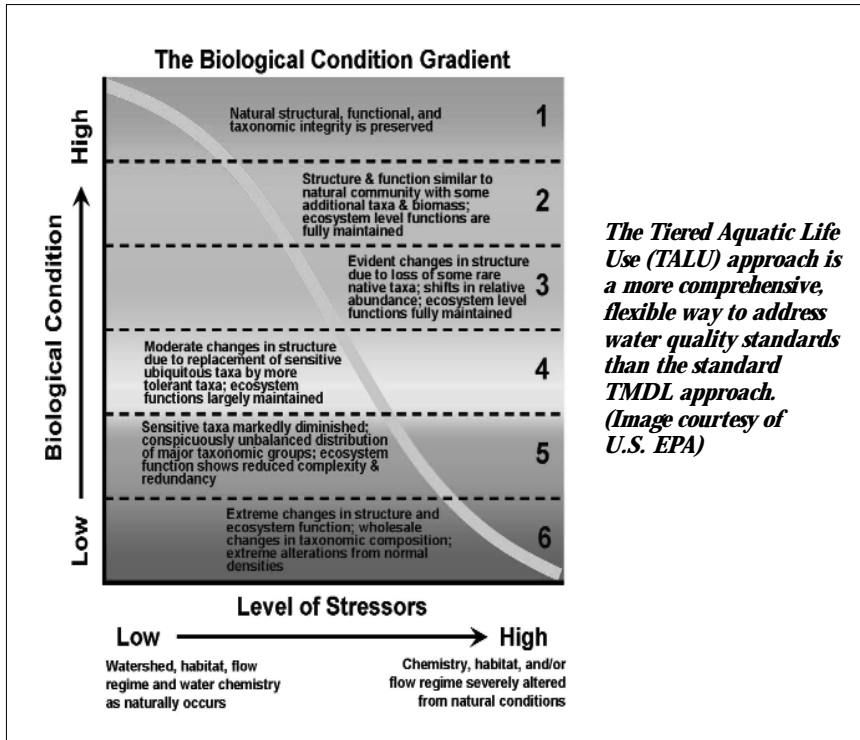 The Biological Condition Gradient
High
Biological Condition
Low
Natural structural, functional, and
taxonomic integrity is preserved
1
Structure & function similar to
natural community with some
additional taxa & biomass;
ecosystem level functions are
fully maintained
2
Evident changes in structure
due to loss of some rare
native taxa; shifts in relative
abundance; ecosystem level
functions fully maintained
3
Moderate changes in structure
due to replacement of sensitive
ubiquitous taxa by more
tolerant taxa; ecosystem
functions largely maintained
4
Sensitive taxa markedly diminished;
conspicuously unbalanced distribution
of major taxonomic groups; ecosystem
function shows reduced complexity &
redundancy
5
Extreme changes in structure and
ecosystem function; wholesale
changes in taxonomic composition;
extreme alterations from normal
densities
6
Level of Stressors
Low
High
Watershed, habitat, flow
regime and water chemistry
as naturally occurs
Chemistry, habitat, and/or
flow regime severely altered
from natural conditions
The Tiered Aquatic Life
Use (TALU) approach is
a more comprehensive,
flexible way to address
water quality standards
than the standard
TMDL approach.
(Image courtesy of
U.S. EPA)